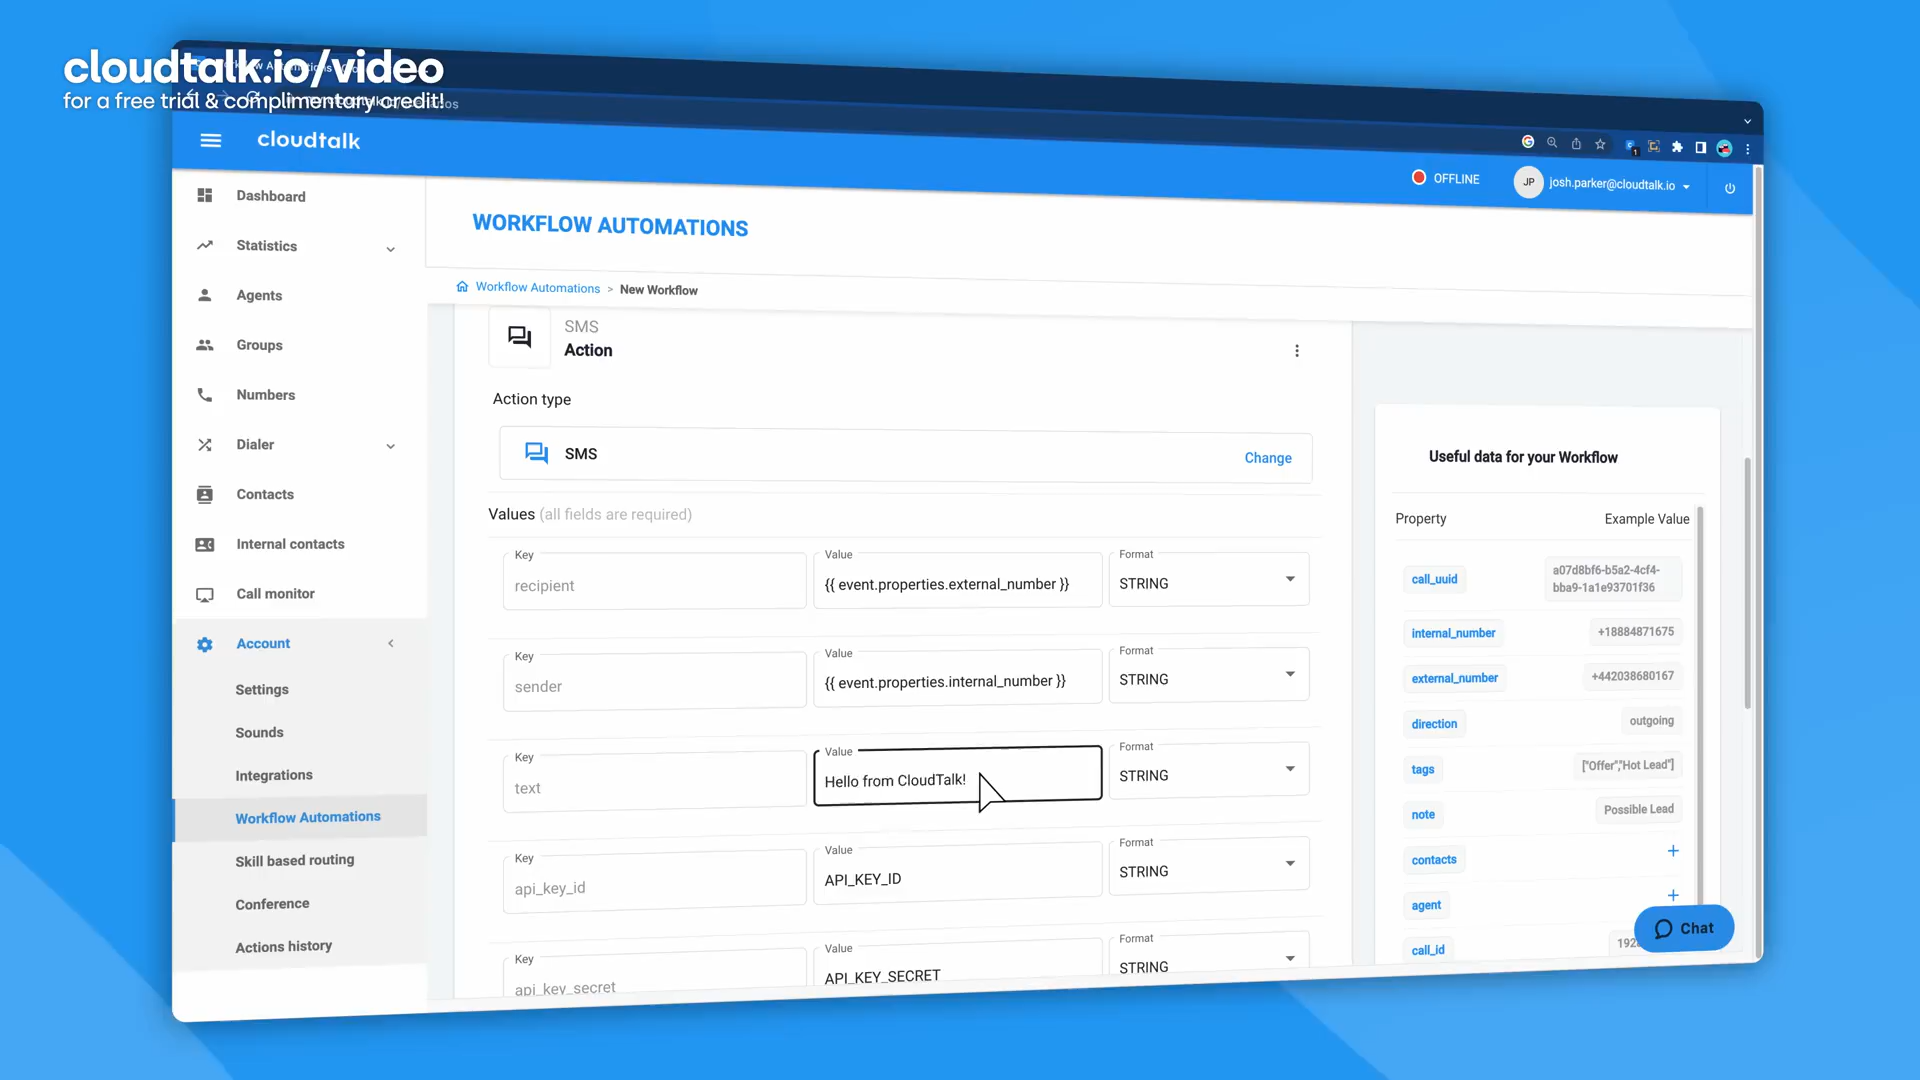 cloudtalk.io/video
for a free trial & complimentary credit!
cloudtalk
OFFLINE
JP
josh.parker@cloudtalk.io
Dashboard
Statistics
Agents
Groups
Numbers
Dialer
Contacts
Internal contacts
Call monitor
Account
Settings
Sounds
Integrations
Workflow Automations
Skill based routing
Conference
Actions history
WORKFLOW AUTOMATIONS
Workflow Automations > New Workflow
SMS
Action
Action type
SMS
Change
Values (all fields are required)
Key
recipient
Value
{{ event.properties.external_number }}
Format
STRING
Key
sender
Value
{{ event.properties.internal_number }}
Format
STRING
Key
text
Value
Hello from CloudTalk!
Format
STRING
Key
api_key_id
Value
API_KEY_ID
Format
STRING
Key
api_key_secret
Value
API_KEY_SECRET
Format
STRING
Useful data for your Workflow
Property Example Value
call_uuid
a07d8bf6-b5a2-4cf4-
bba9-1a1e93701f36
internal_number +18884871675
external_number +442038680167
direction outgoing
tags ["Offer","Hot Lead"]
note Possible Lead
contacts +
agent +
call_id
Chat